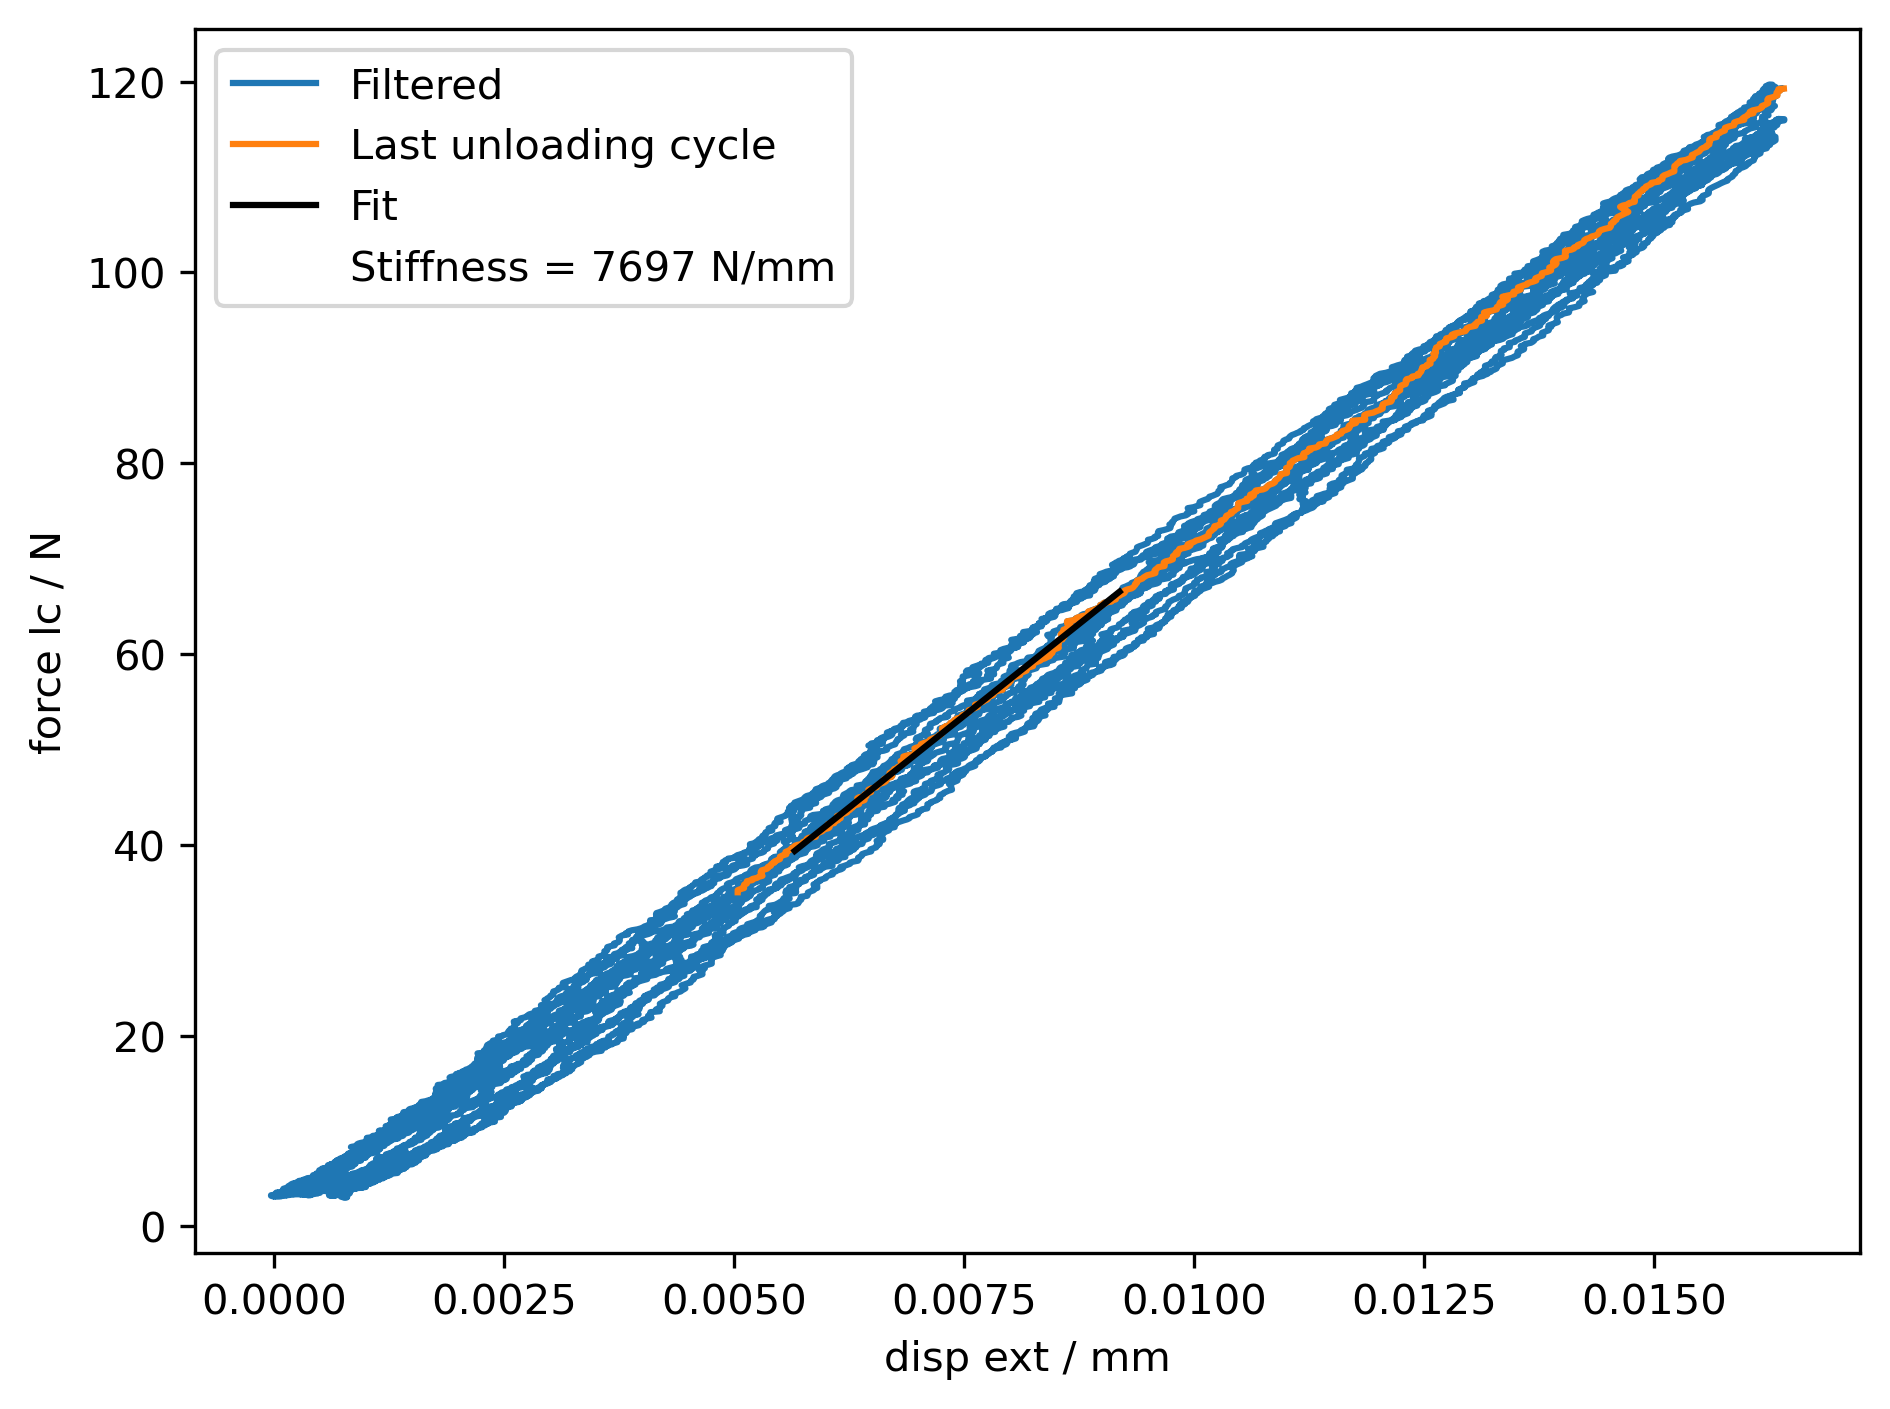 Filtered
Last unloading cycle
Fit
Stiffness = 7697 N/mm
120
100
80
60
40
20
0
force lc / N
0.0000 0.0025 0.0050 0.0075 0.0100 0.0125 0.0150
disp ext / mm